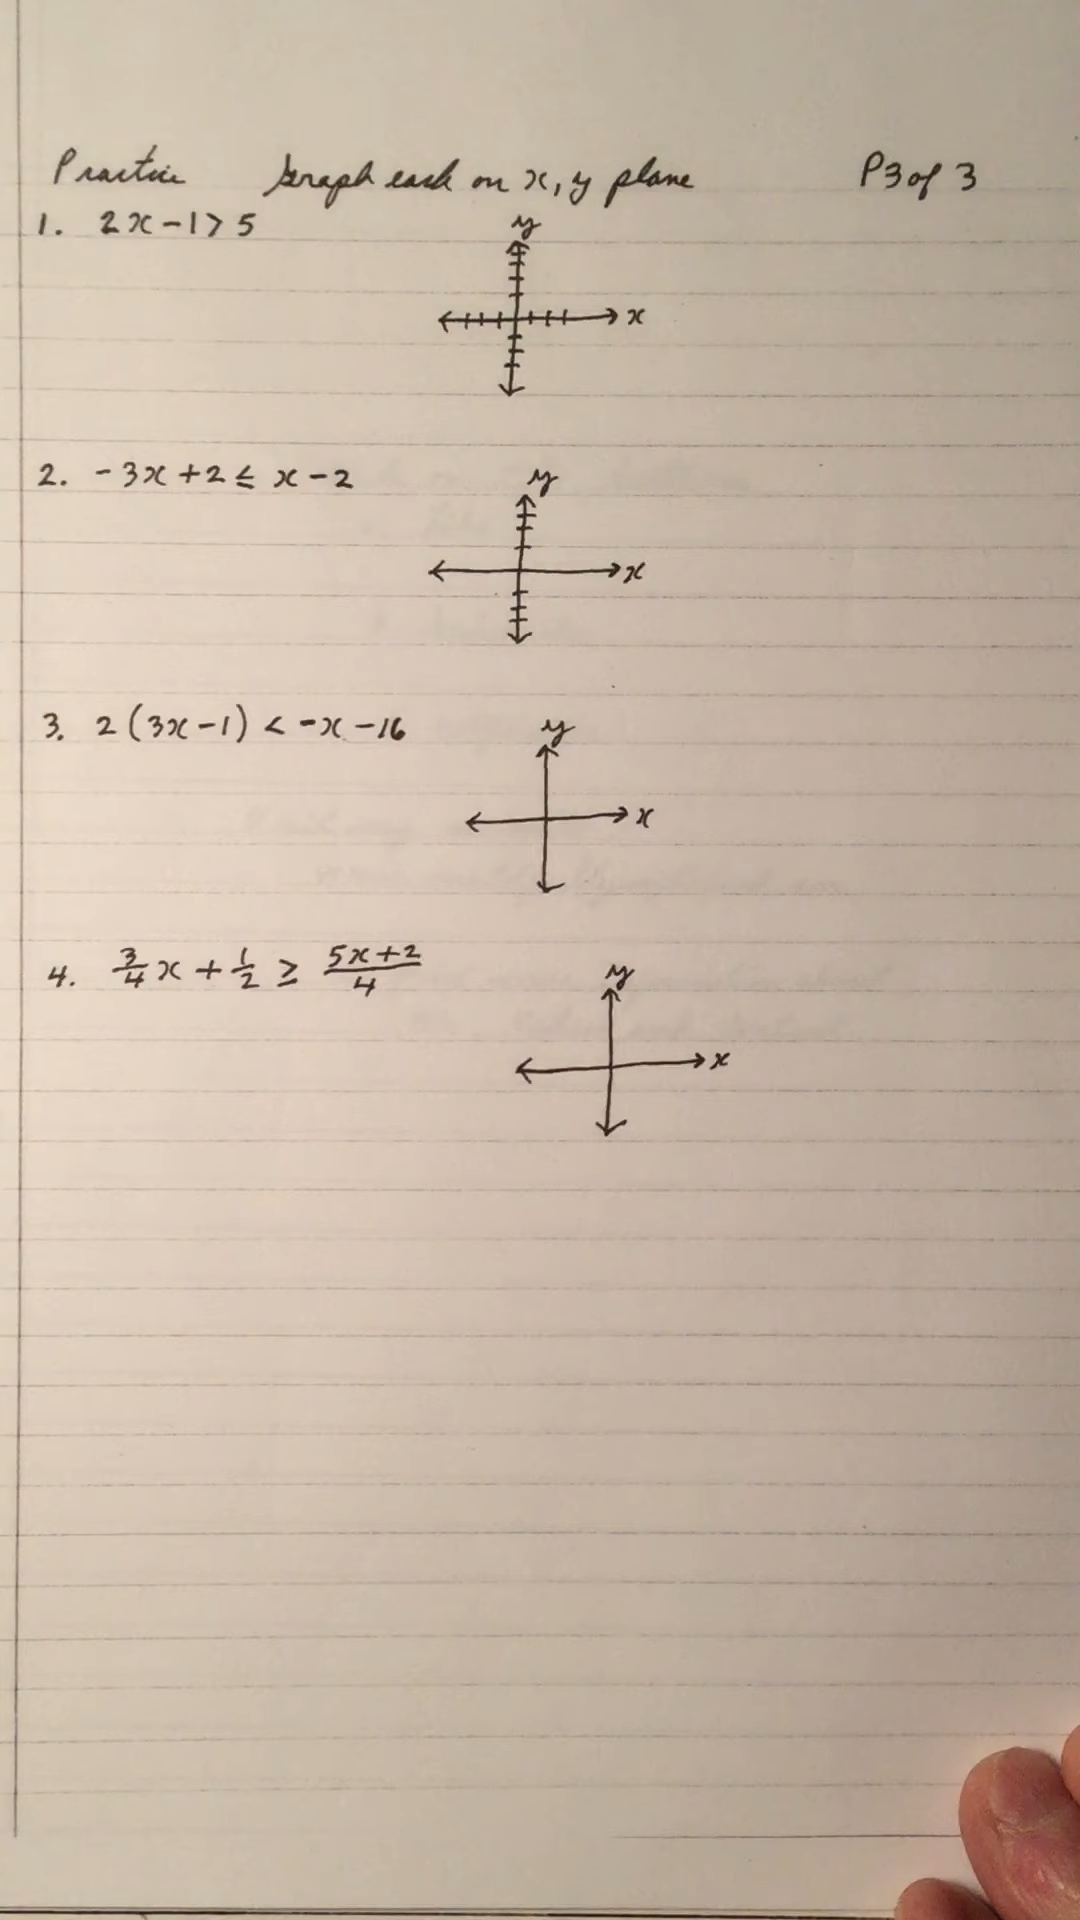 Practice Graph each on x, y plane P3 of 3
1. 2x - 1 > 5
y
x
2. -3x + 2 ≤ x - 2
y
x
3. 2(3x - 1) < -x - 16
y
x
4. 3/4 x + 1/2 ≥ (5x + 2)/4
y
x